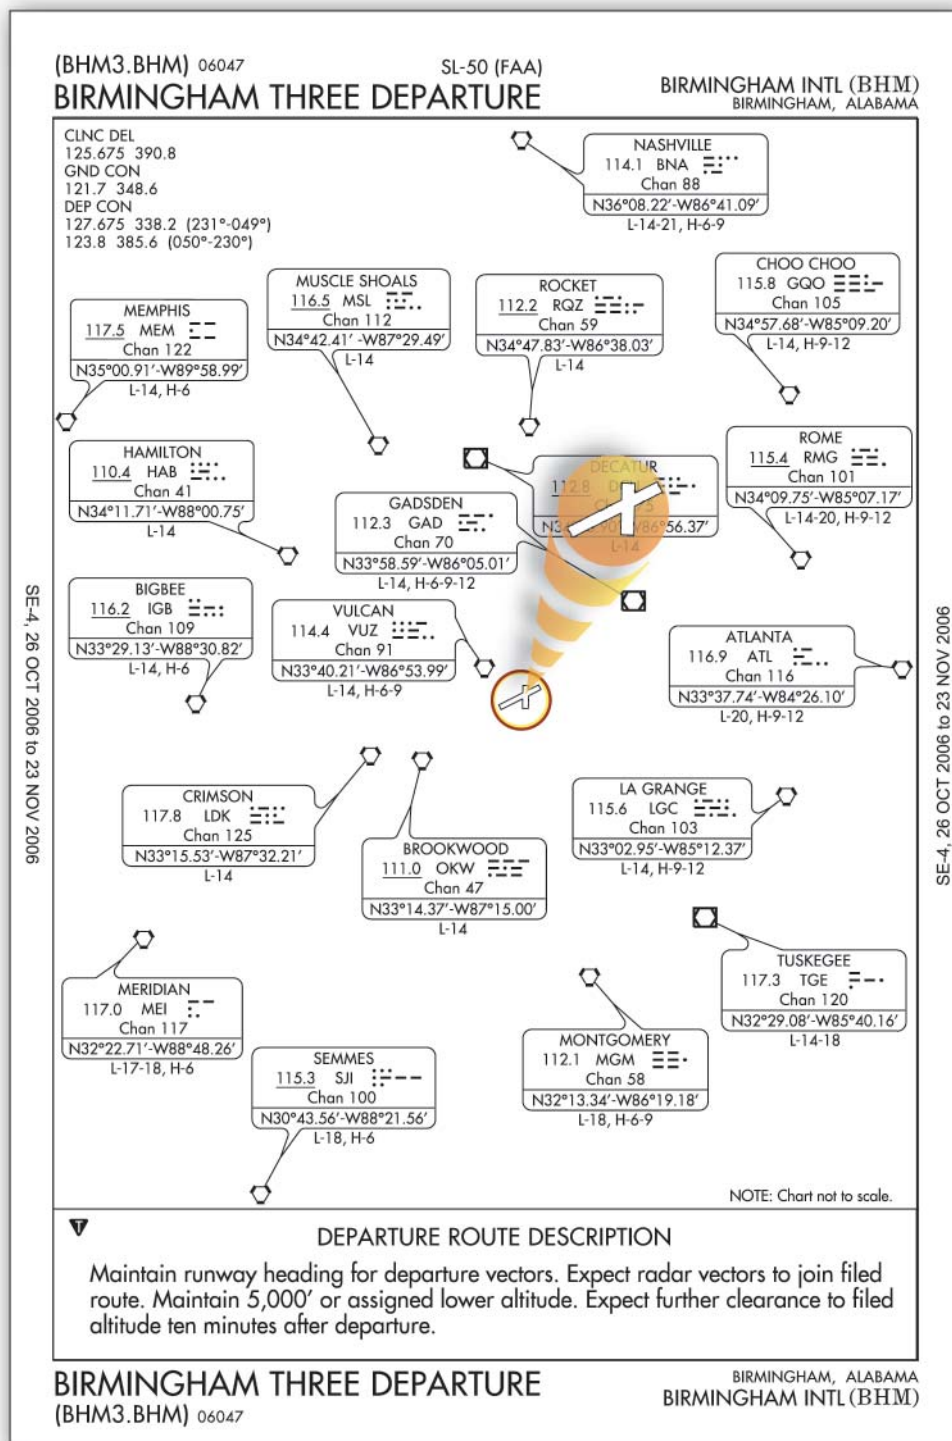 (BHM3.BHM) 06047
SL-50 (FAA)
BIRMINGHAM THREE DEPARTURE
BIRMINGHAM INTL (BHM)
BIRMINGHAM, ALABAMA
CLNC DEL
125.675 390.8
GND CON
121.7 348.6
DEP CON
127.675 338.2 (231°-049°)
123.8 385.6 (050°-230°)
NASHVILLE
114.1 BNA
Chan 88
N36°08.22′-W86°41.09′
L-14-21, H-6-9
CHOO CHOO
115.8 GQO
Chan 105
N34°57.68′-W85°09.20′
L-14, H-9-12
MUSCLE SHOALS
116.5 MSL
Chan 112
N34°42.41′ -W87°29.49′
L-14
ROCKET
112.2 RQZ
Chan 59
N34°47.83′-W86°38.03′
L-14
MEMPHIS
117.5 MEM
Chan 122
N35°00.91′-W89°58.99′
L-14, H-6
HAMILTON
110.4 HAB
Chan 41
N34°11.71′-W88°00.75′
L-14
DECATUR
112.8
W86°56.37′
L-14
ROME
115.4 RMG
Chan 101
N34°09.75′-W85°07.17′
L-14-20, H-9-12
GADSDEN
112.3 GAD
Chan 70
N33°58.59′-W86°05.01′
L-14, H-6-9-12
BIGBEE
116.2 IGB
Chan 109
N33°29.13′-W88°30.82′
L-14, H-6
VULCAN
114.4 VUZ
Chan 91
N33°40.21′-W86°53.99′
L-14, H-6-9
ATLANTA
116.9 ATL
Chan 116
N33°37.74′-W84°26.10′
L-20, H-9-12
CRIMSON
117.8 LDK
Chan 125
N33°15.53′-W87°32.21′
L-14
BROOKWOOD
111.0 OKW
Chan 47
N33°14.37′-W87°15.00′
L-14
LA GRANGE
115.6 LGC
Chan 103
N33°02.95′-W85°12.37′
L-14, H-9-12
TUSKEGEE
117.3 TGE
Chan 120
N32°29.08′-W85°40.16′
L-14-18
MERIDIAN
117.0 MEI
Chan 117
N32°22.71′-W88°48.26′
L-17-18, H-6
SEMMES
115.3 SJI
Chan 100
N30°43.56′-W88°21.56′
L-18, H-6
MONTGOMERY
112.1 MGM
Chan 58
N32°13.34′-W86°19.18′
L-18, H-6-9
SE-4, 26 OCT 2006 to 23 NOV 2006
SE-4, 26 OCT 2006 to 23 NOV 2006
NOTE: Chart not to scale.
T
DEPARTURE ROUTE DESCRIPTION
Maintain runway heading for departure vectors. Expect radar vectors to join filed
route. Maintain 5,000′ or assigned lower altitude. Expect further clearance to filed
altitude ten minutes after departure.
BIRMINGHAM THREE DEPARTURE
(BHM3.BHM) 06047
BIRMINGHAM, ALABAMA
BIRMINGHAM INTL (BHM)